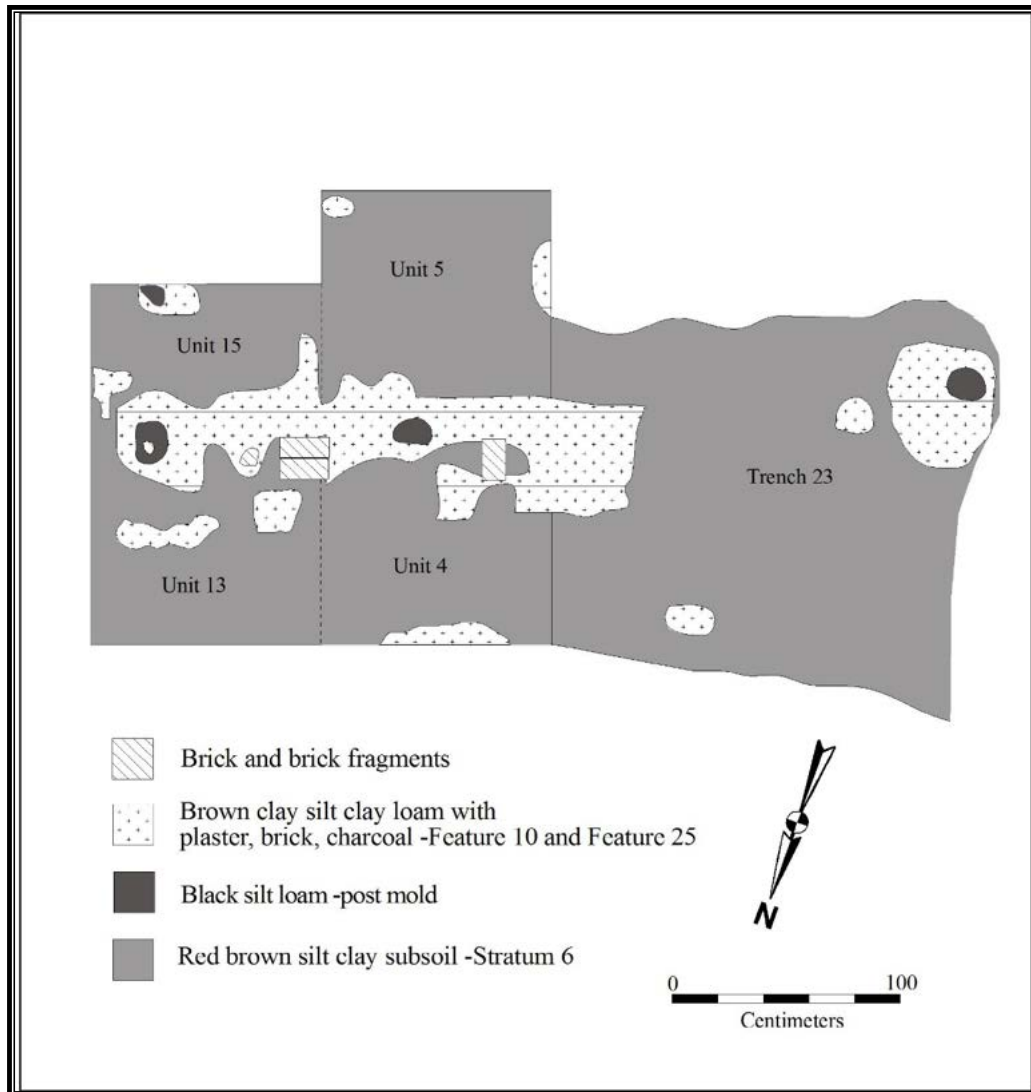 Unit 5
Unit 15
Trench 23
Unit 4
Unit 13
Brick and brick fragments
Brown clay silt clay loam with
plaster, brick, charcoal -Feature 10 and Feature 25
Black silt loam -post mold
Red brown silt clay subsoil -Stratum 6
N
0 100
Centimeters